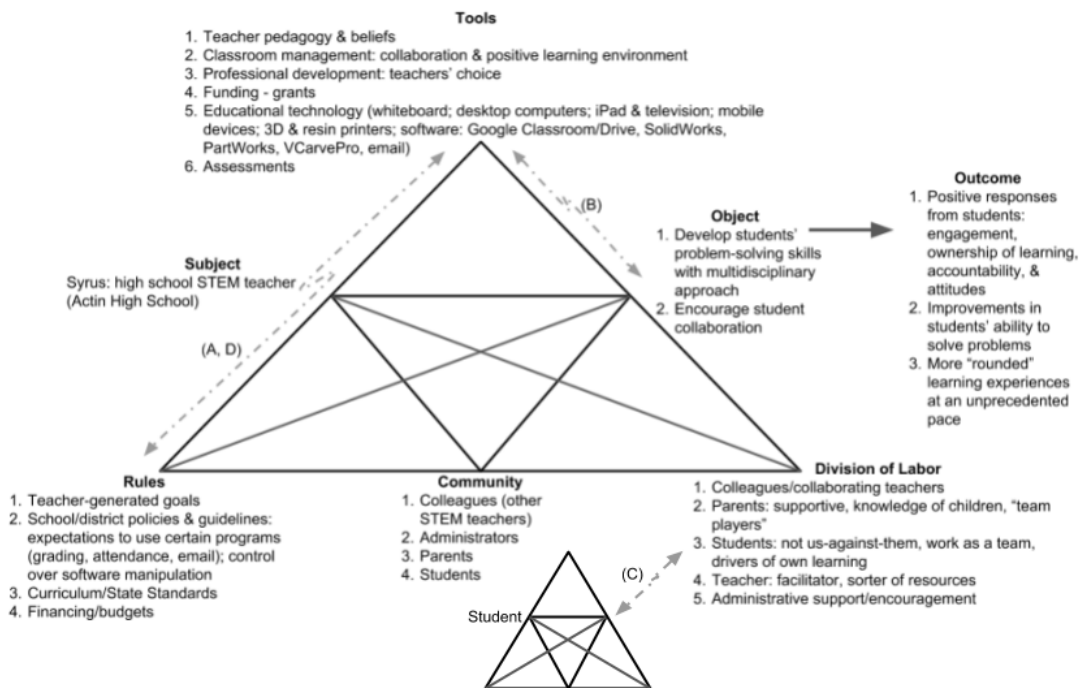 Tools
1. Teacher pedagogy & beliefs
2. Classroom management: collaboration & positive learning environment
3. Professional development: teachers' choice
4. Funding - grants
5. Educational technology (whiteboard; desktop computers; iPad & television; mobile
devices; 3D & resin printers; software: Google Classroom/Drive, SolidWorks,
PartWorks, VCarvePro, email)
6. Assessments
(B)
Subject
Syrus: high school STEM teacher
(Actin High School)
Object
1. Develop students'
problem-solving skills
with multidisciplinary
approach
2. Encourage student
collaboration
Outcome
1. Positive responses
from students:
engagement,
ownership of learning,
accountability, &
attitudes
2. Improvements in
students' ability to
solve problems
3. More "rounded"
learning experiences
at an unprecedented
pace
(A, D)
Rules
1. Teacher-generated goals
2. School/district policies & guidelines:
expectations to use certain programs
(grading, attendance, email); control
over software manipulation
3. Curriculum/State Standards
4. Financing/budgets
Community
1. Colleagues (other
STEM teachers)
2. Administrators
3. Parents
4. Students
Division of Labor
1. Colleagues/collaborating teachers
2. Parents: supportive, knowledge of children, "team
players"
3. Students: not us-against-them, work as a team,
drivers of own learning
4. Teacher: facilitator, sorter of resources
5. Administrative support/encouragement
(C)
Student